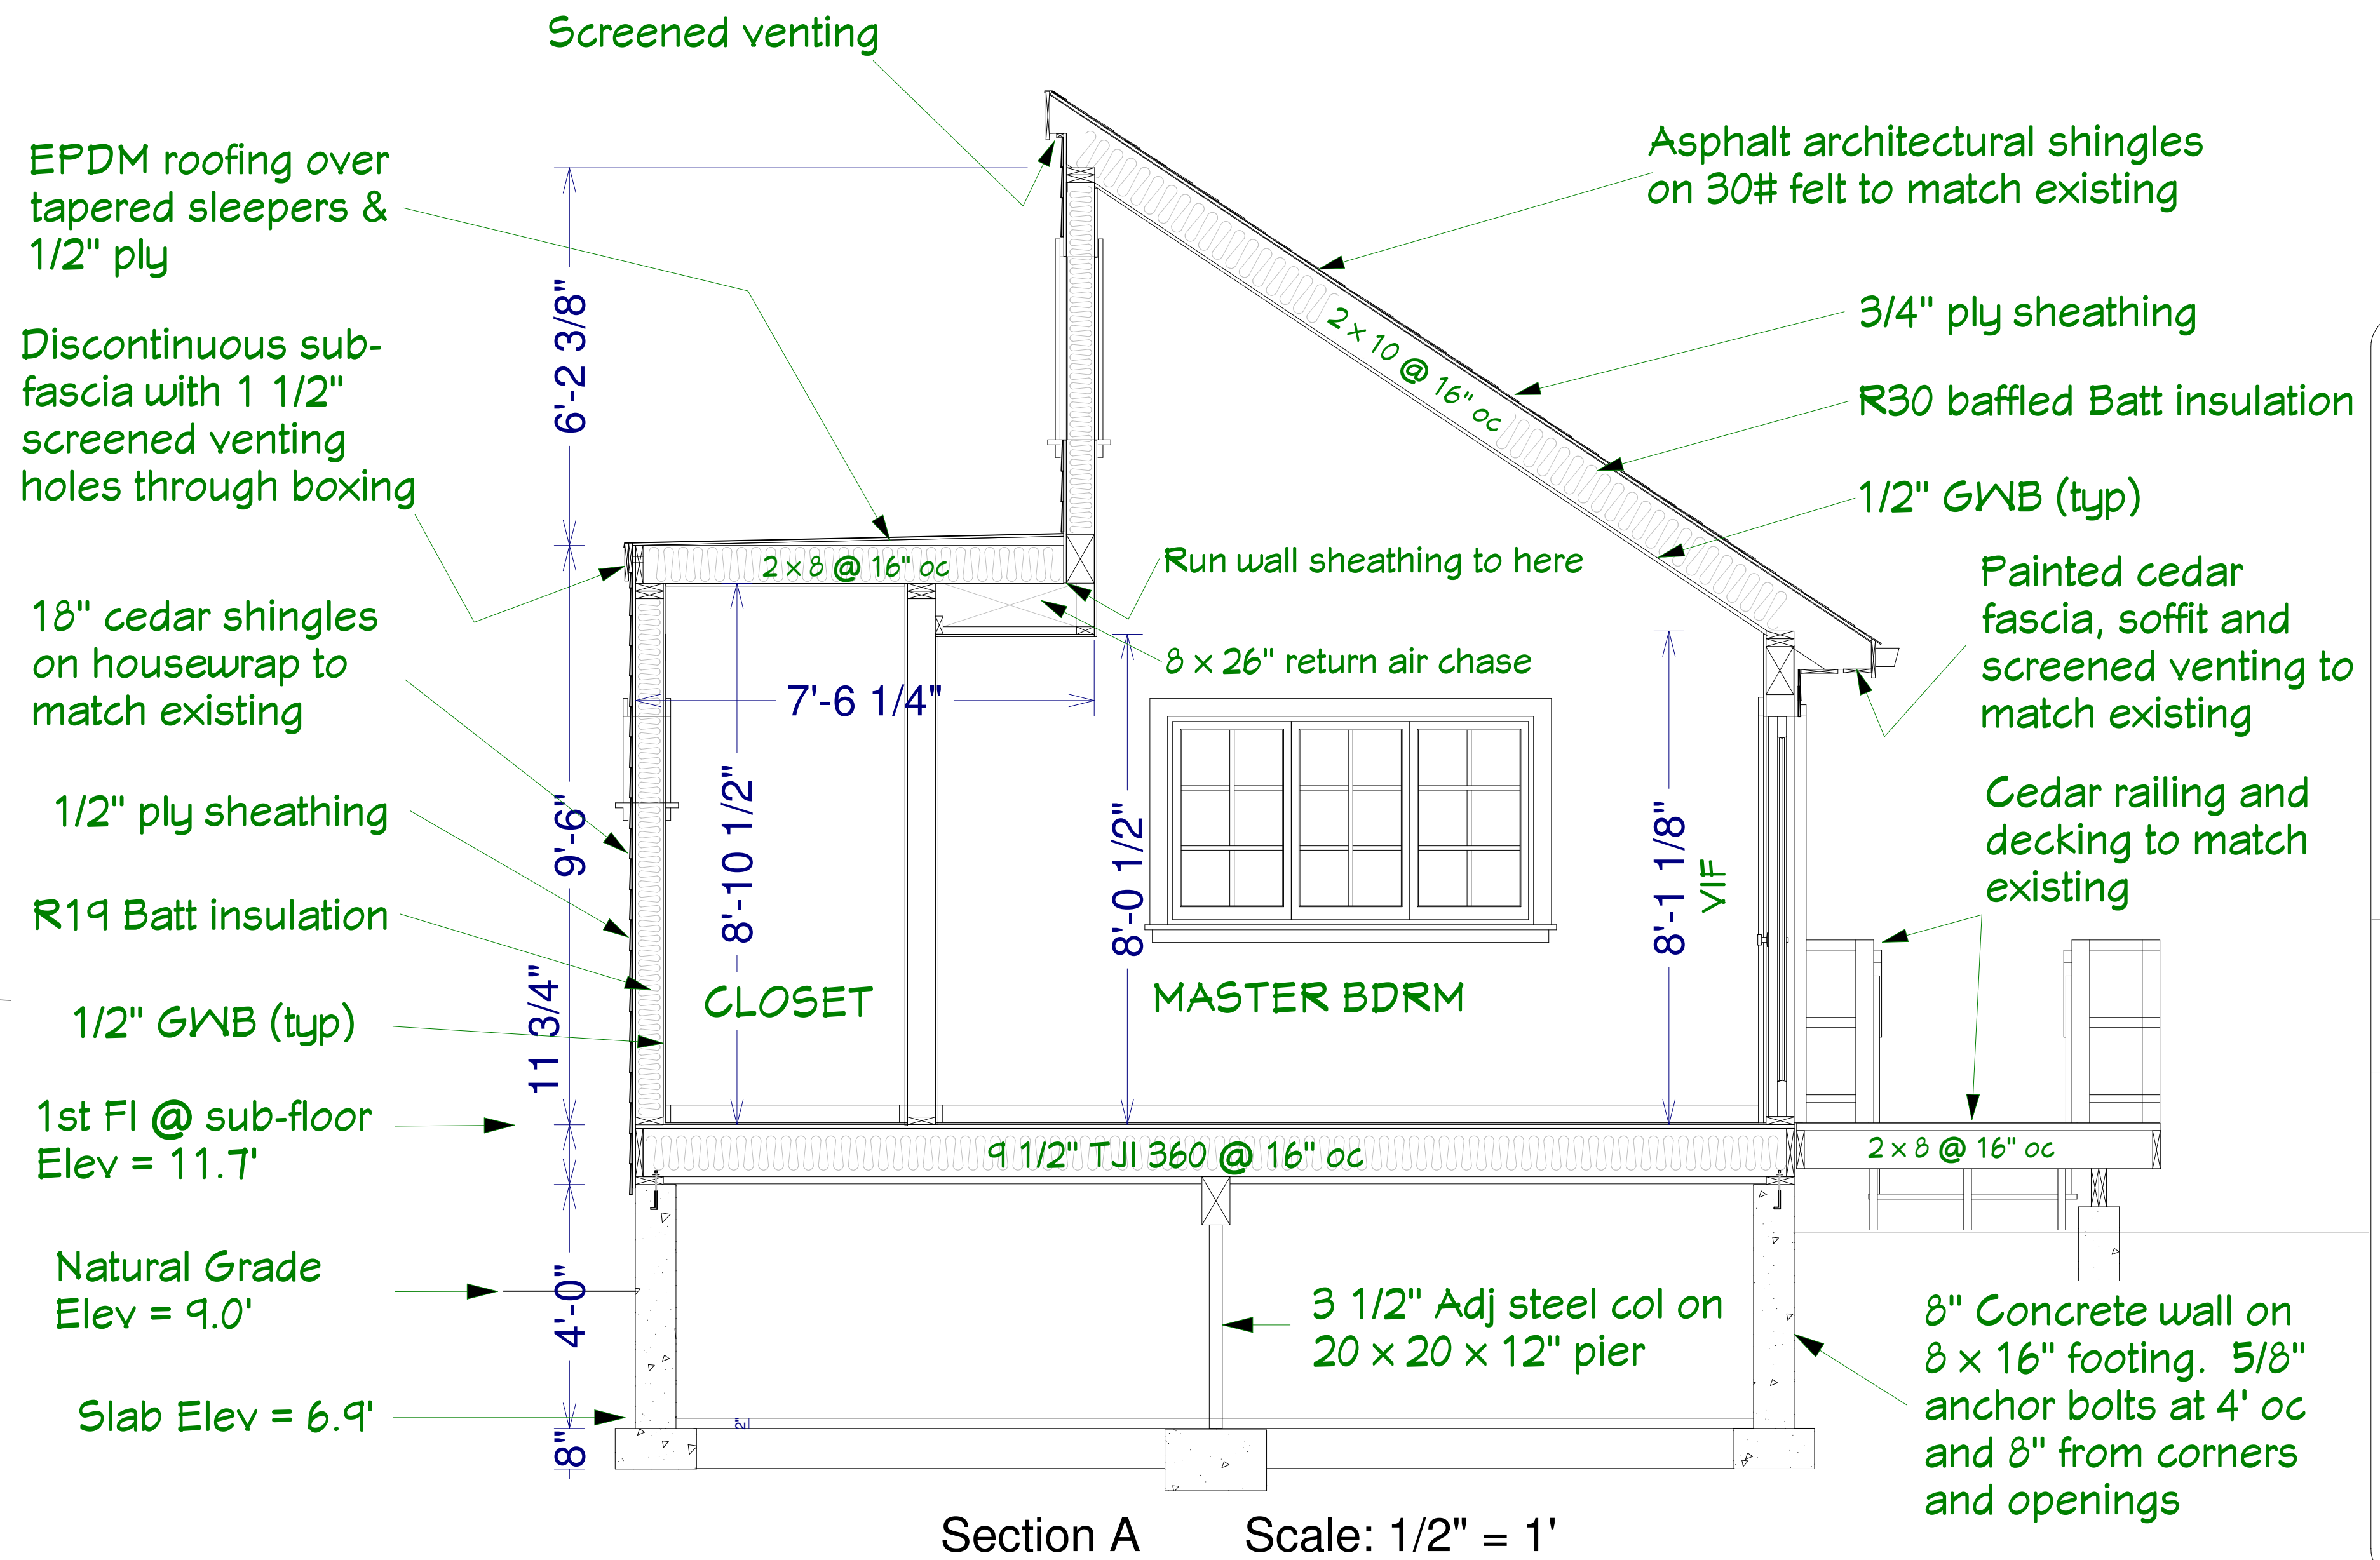 Screened venting
EPDM roofing over
tapered sleepers &
1/2" ply
Discontinuous sub-
fascia with 1 1/2"
screened venting
holes through boxing
18" cedar shingles
on housewrap to
match existing
1/2" ply sheathing
R19 Batt insulation
1/2" GWB (typ)
1st Fl @ sub-floor
Elev = 11.7'
Natural Grade
Elev = 9.0'
Slab Elev = 6.9'
6'-2 3/8"
9'-6"
11 3/4"
4'-0"
8"
2"
2 x 8 @ 16" oc
7'-6 1/4"
8'-10 1/2"
CLOSET
Run wall sheathing to here
8 x 26" return air chase
8'-0 1/2"
MASTER BDRM
8'-1 1/8"
VIF
2 x 10 @ 16" oc
9 1/2" TJI 360 @ 16" oc
2 x 8 @ 16" oc
3 1/2" Adj steel col on
20 x 20 x 12" pier
Asphalt architectural shingles
on 30# felt to match existing
3/4" ply sheathing
R30 baffled Batt insulation
1/2" GWB (typ)
Painted cedar
fascia, soffit and
screened venting to
match existing
Cedar railing and
decking to match
existing
8" Concrete wall on
8 x 16" footing.  5/8"
anchor bolts at 4' oc
and 8" from corners
and openings
Section A
Scale: 1/2" = 1'